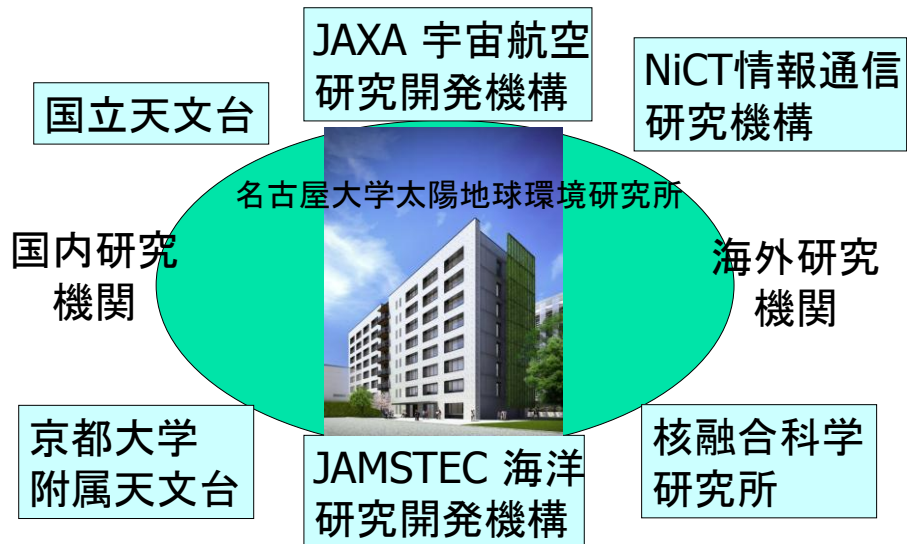 JAXA 宇宙航空
研究開発機構
NiCT情報通信
研究機構
国立天文台
名古屋大学太陽地球環境研究所
国内研究
機関
海外研究
機関
京都大学
附属天文台
JAMSTEC 海洋
研究開発機構
核融合科学
研究所